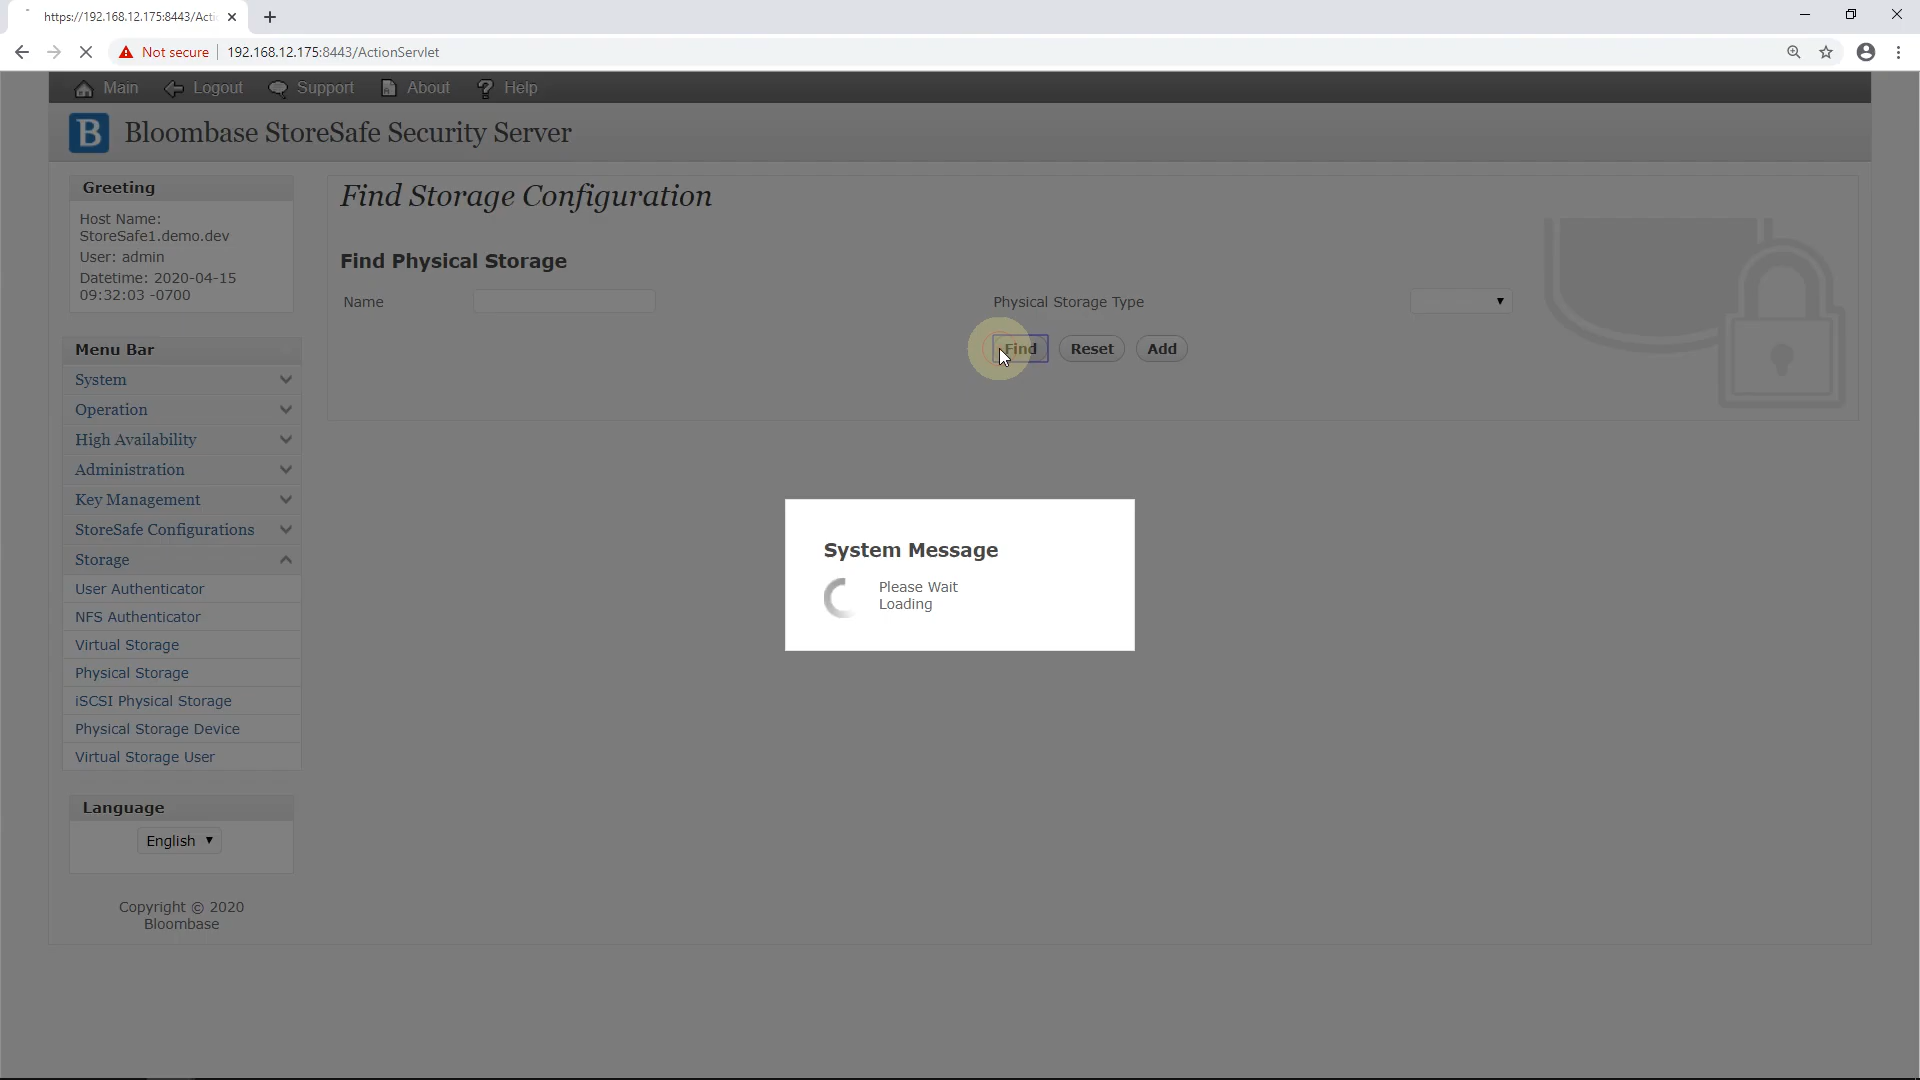 https://192.168.12.175:8443/Acti
Not secure
192.168.12.175:8443/ActionServlet
Main
Logout
Support
About
Help
B
Bloombase StoreSafe Security Server
Greeting
Host Name:
StoreSafe1.demo.dev
User: admin
Datetime: 2020-04-15
09:32:03 -0700
Menu Bar
System
Operation
High Availability
Administration
Key Management
StoreSafe Configurations
Storage
User Authenticator
NFS Authenticator
Virtual Storage
Physical Storage
iSCSI Physical Storage
Physical Storage Device
Virtual Storage User
Language
English
Copyright © 2020
Bloombase
Find Storage Configuration
Find Physical Storage
Name
Physical Storage Type
Find
Reset
Add
System Message
Please Wait
Loading